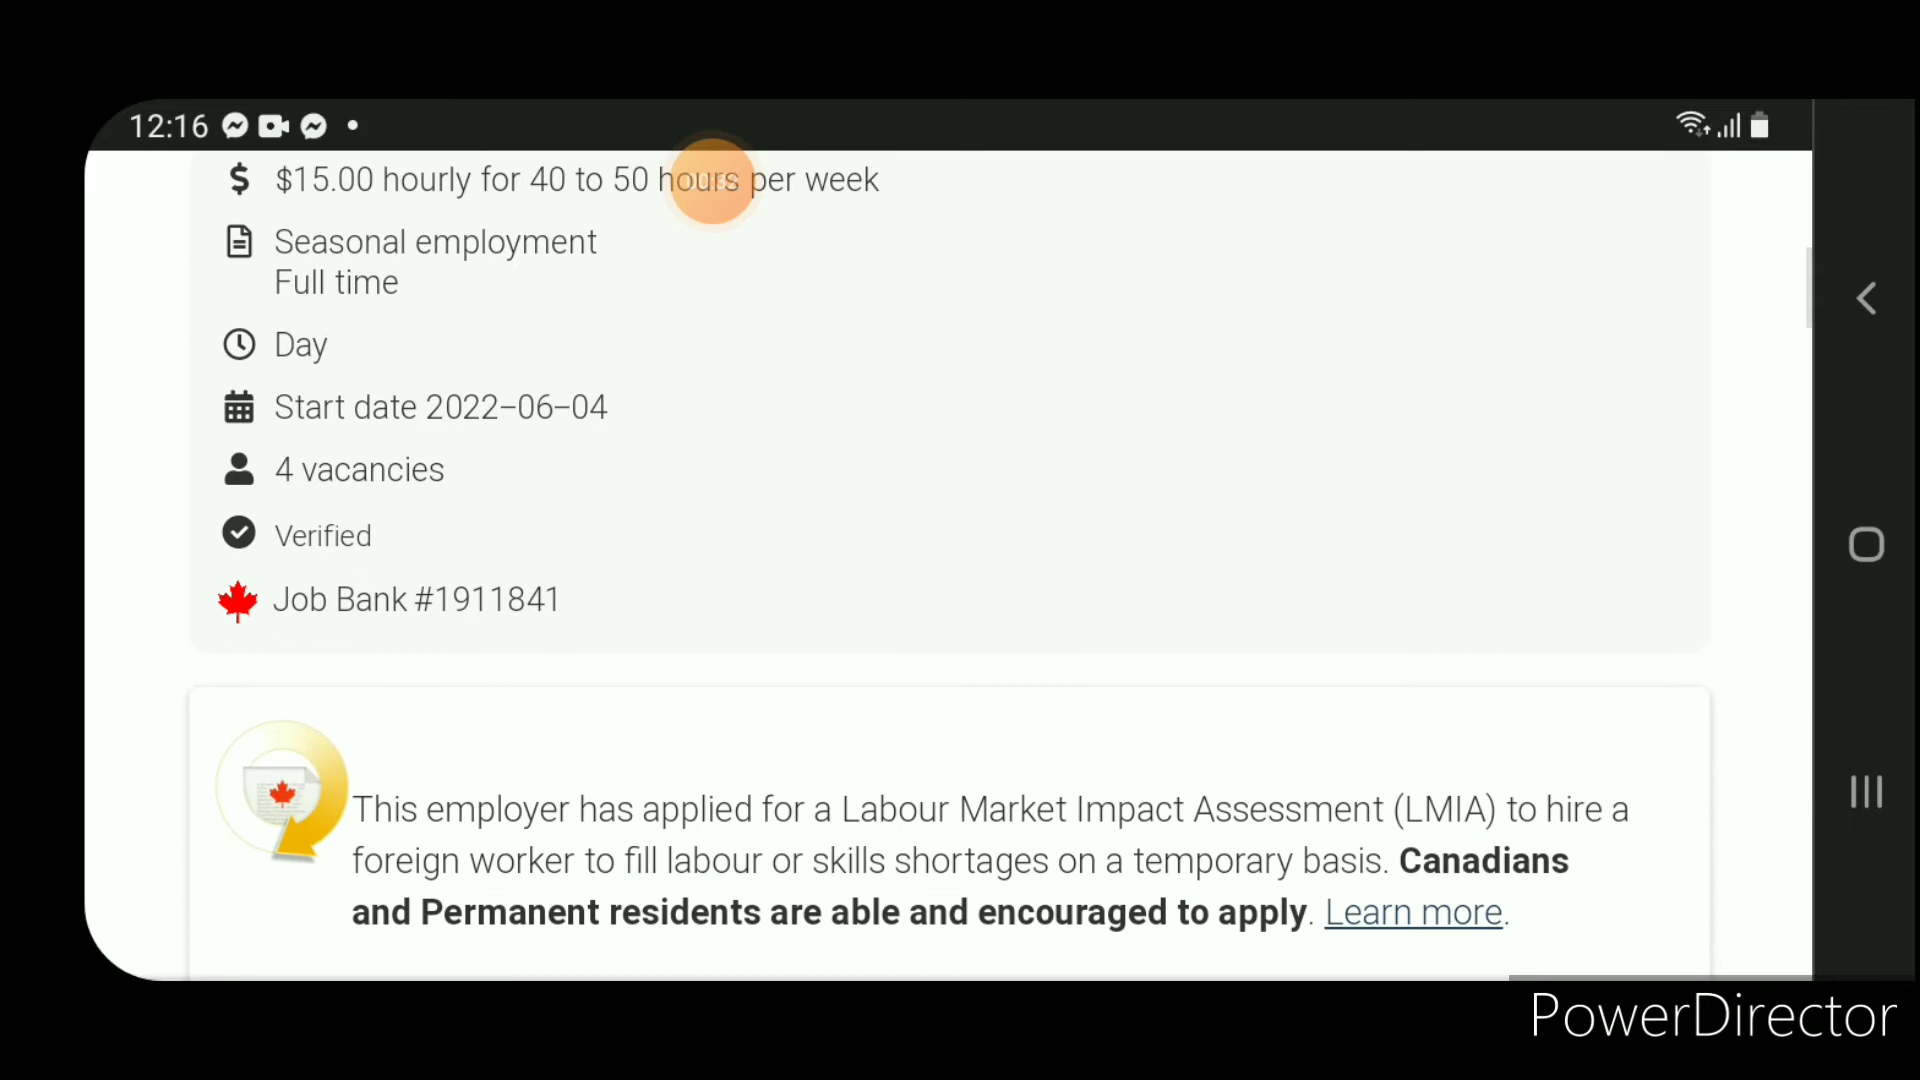 12:16
$15.00 hourly for 40 to 50 hours per week
Seasonal employment
Full time
Day
Start date 2022-06-04
4 vacancies
Verified
Job Bank #1911841
This employer has applied for a Labour Market Impact Assessment (LMIA) to hire a
foreign worker to fill labour or skills shortages on a temporary basis. Canadians
and Permanent residents are able and encouraged to apply. Learn more.
PowerDirector